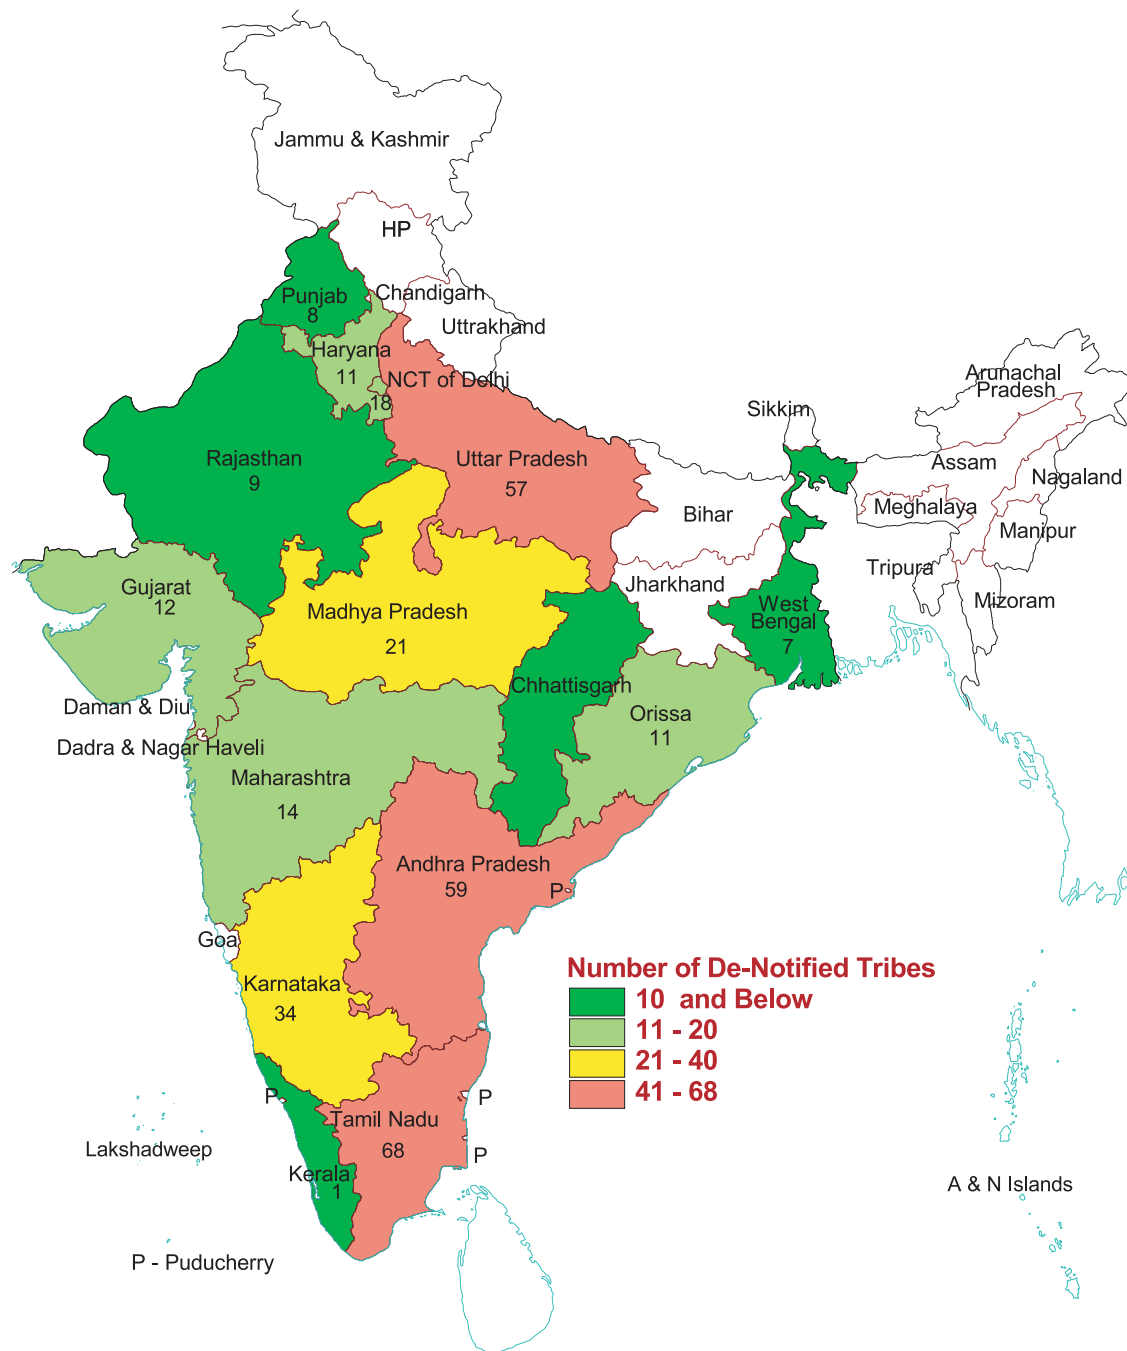 Jammu & Kashmir
HP
Chandigarh
Punjab
8
Uttrakhand
Haryana
11
NCT of Delhi
18
Arunachal
Pradesh
Sikkim
Rajasthan
9
Uttar Pradesh
57
Assam
Nagaland
Bihar
Meghalaya
Manipur
Tripura
Jharkhand
Gujarat
12
Mizoram
Madhya Pradesh
21
West
Bengal
7
Chhattisgarh
Daman & Diu
Orissa
11
Dadra & Nagar Haveli
Maharashtra
14
Andhra Pradesh
59
P
Goa
Karnataka
34
Number of De-Notified Tribes
10 and Below
11 - 20
21 - 40
41 - 68
P
P
Tamil Nadu
68
P
Lakshadweep
Kerala
1
A & N Islands
P - Puducherry